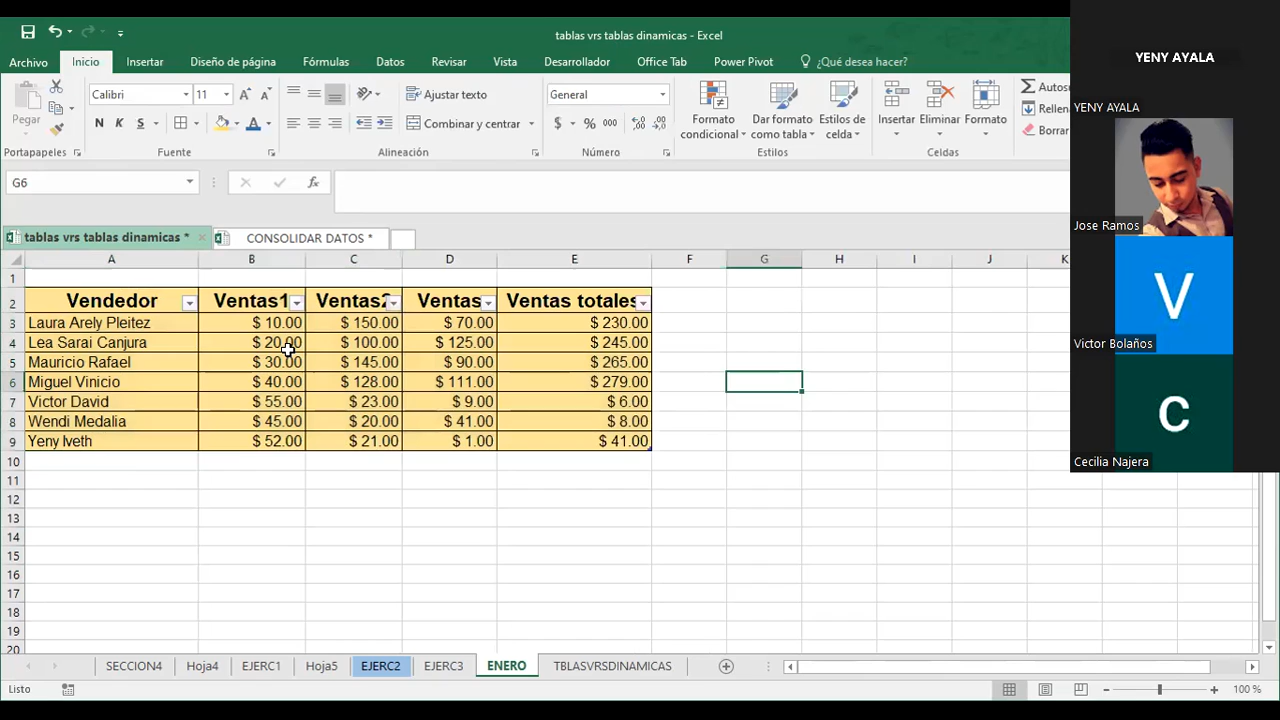 tablas vrs tablas dinamicas - Excel
YENY AYALA
Archivo Inicio Insertar Diseño de página Fórmulas Datos Revisar Vista Desarrollador Office Tab Power Pivot ¿Qué desea hacer?
Pegar
Calibri 11
N K S
Ajustar texto
Combinar y centrar
General
$ % 000
Formato condicional
Dar formato como tabla
Estilos de celda
Insertar Eliminar Formato
Autos
Rellen
Borrar
Portapapeles Fuente Alineación Número Estilos Celdas
YENY AYALA
Jose Ramos
V
Victor Bolaños
C
Cecilia Najera
G6 fx
tablas vrs tablas dinamicas * CONSOLIDAR DATOS *
A B C D E F G H I J K
1
2 Vendedor Ventas1 Ventas2 Ventas Ventas totales
3 Laura Arely Pleitez $ 10.00 $ 150.00 $ 70.00 $ 230.00
4 Lea Sarai Canjura $ 20.00 $ 100.00 $ 125.00 $ 245.00
5 Mauricio Rafael $ 30.00 $ 145.00 $ 90.00 $ 265.00
6 Miguel Vinicio $ 40.00 $ 128.00 $ 111.00 $ 279.00
7 Victor David $ 55.00 $ 23.00 $ 9.00 $ 6.00
8 Wendi Medalia $ 45.00 $ 20.00 $ 41.00 $ 8.00
9 Yeny Iveth $ 52.00 $ 21.00 $ 1.00 $ 41.00
10
11
12
13
14
15
16
17
18
19
20
SECCION4 Hoja4 EJERC1 Hoja5 EJERC2 EJERC3 ENERO TBLASVRSDINAMICAS
Listo 100 %